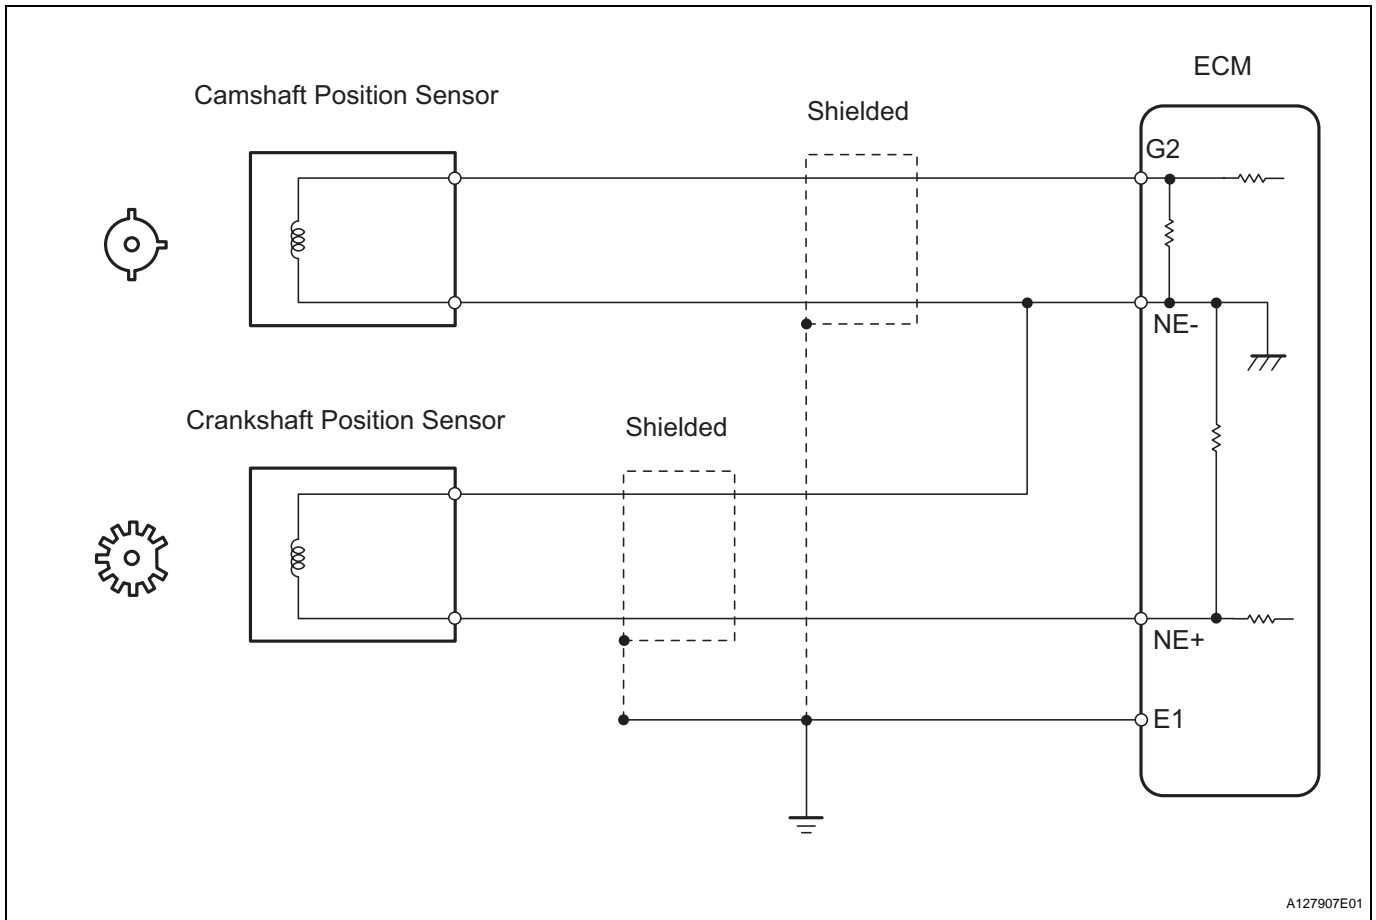 ECM
Camshaft Position Sensor
Shielded
G2
NE-
Crankshaft Position Sensor
Shielded
NE+
E1
A127907E01